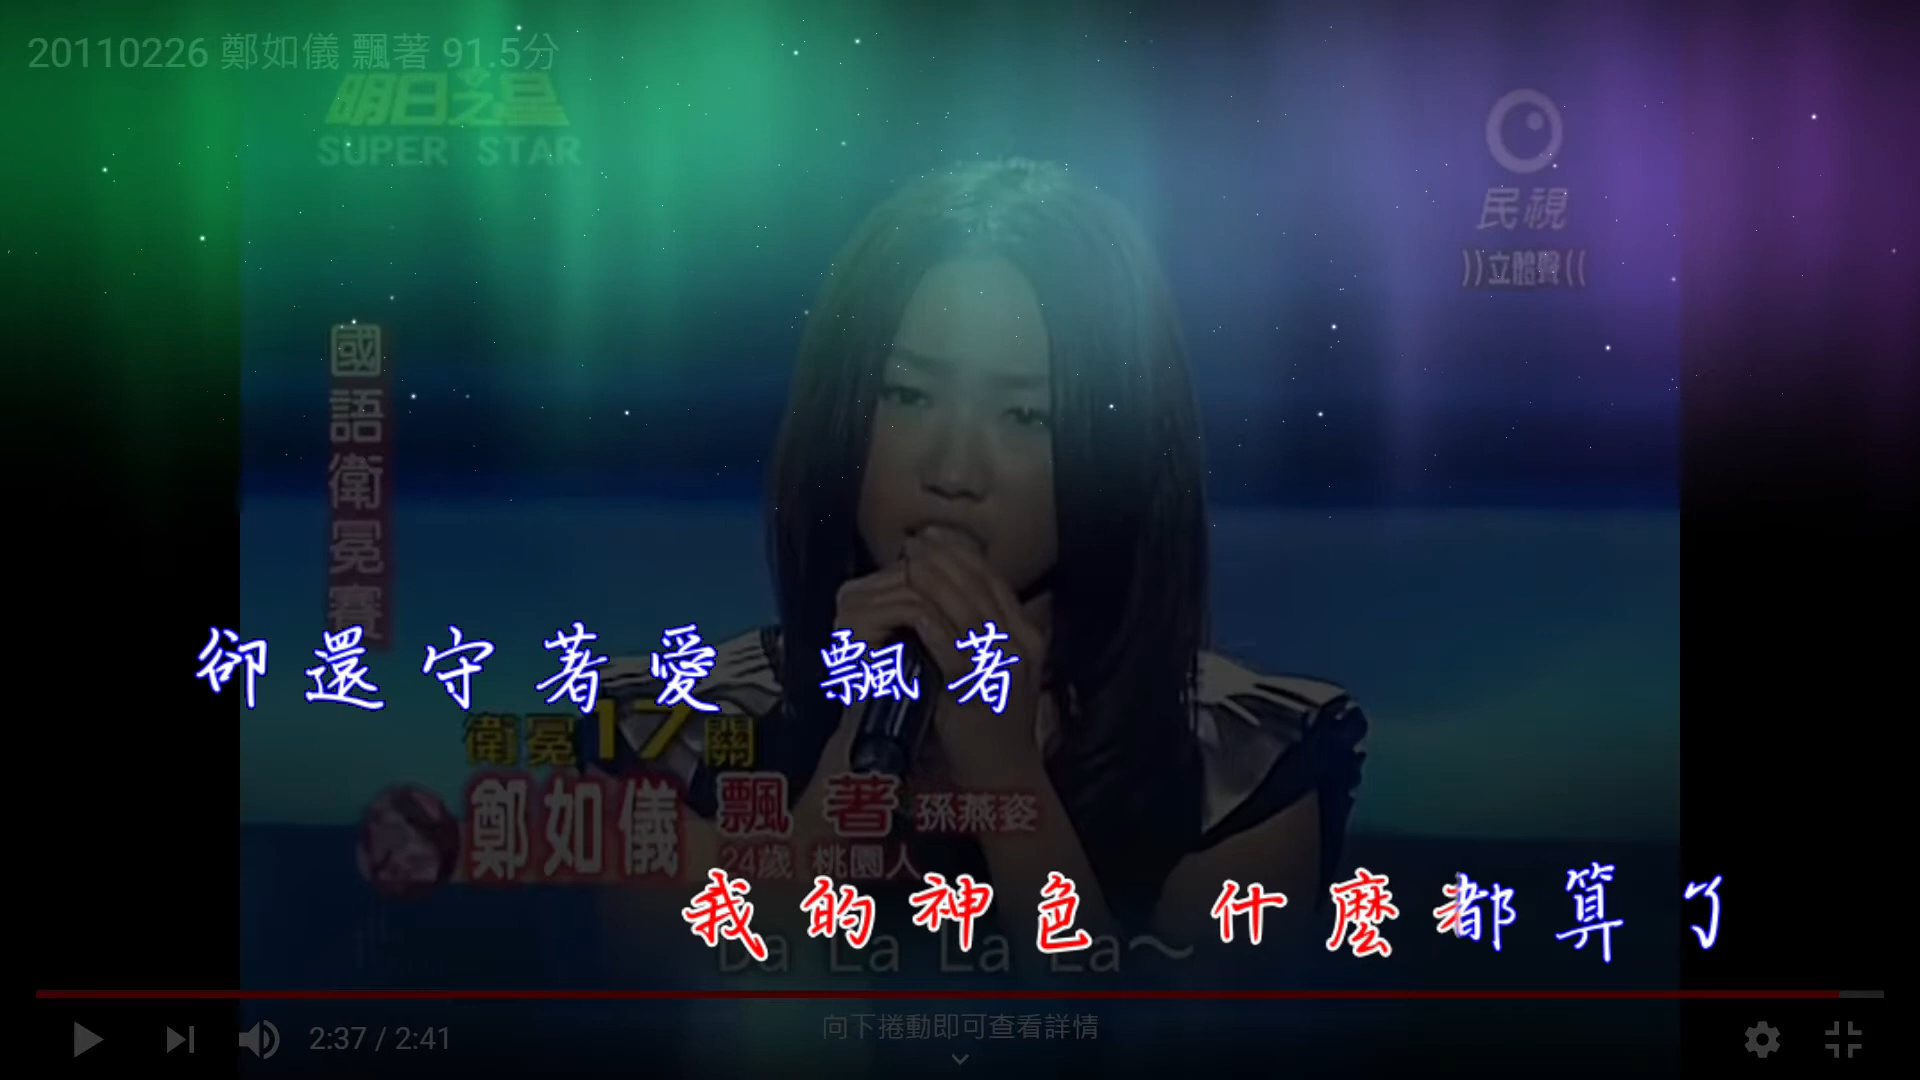 20110226 鄭如儀 飄著 91.5分
明日之星
SUPER STAR
民視
))立體聲((
國語衛冕賽
卻還守著愛 飄著
衛冕17關
鄭如儀 飄著 孫燕姿
24歲 桃園人
我的神色 什麼都算了
Da La La La~
2:37 / 2:41
向下捲動即可查看詳情